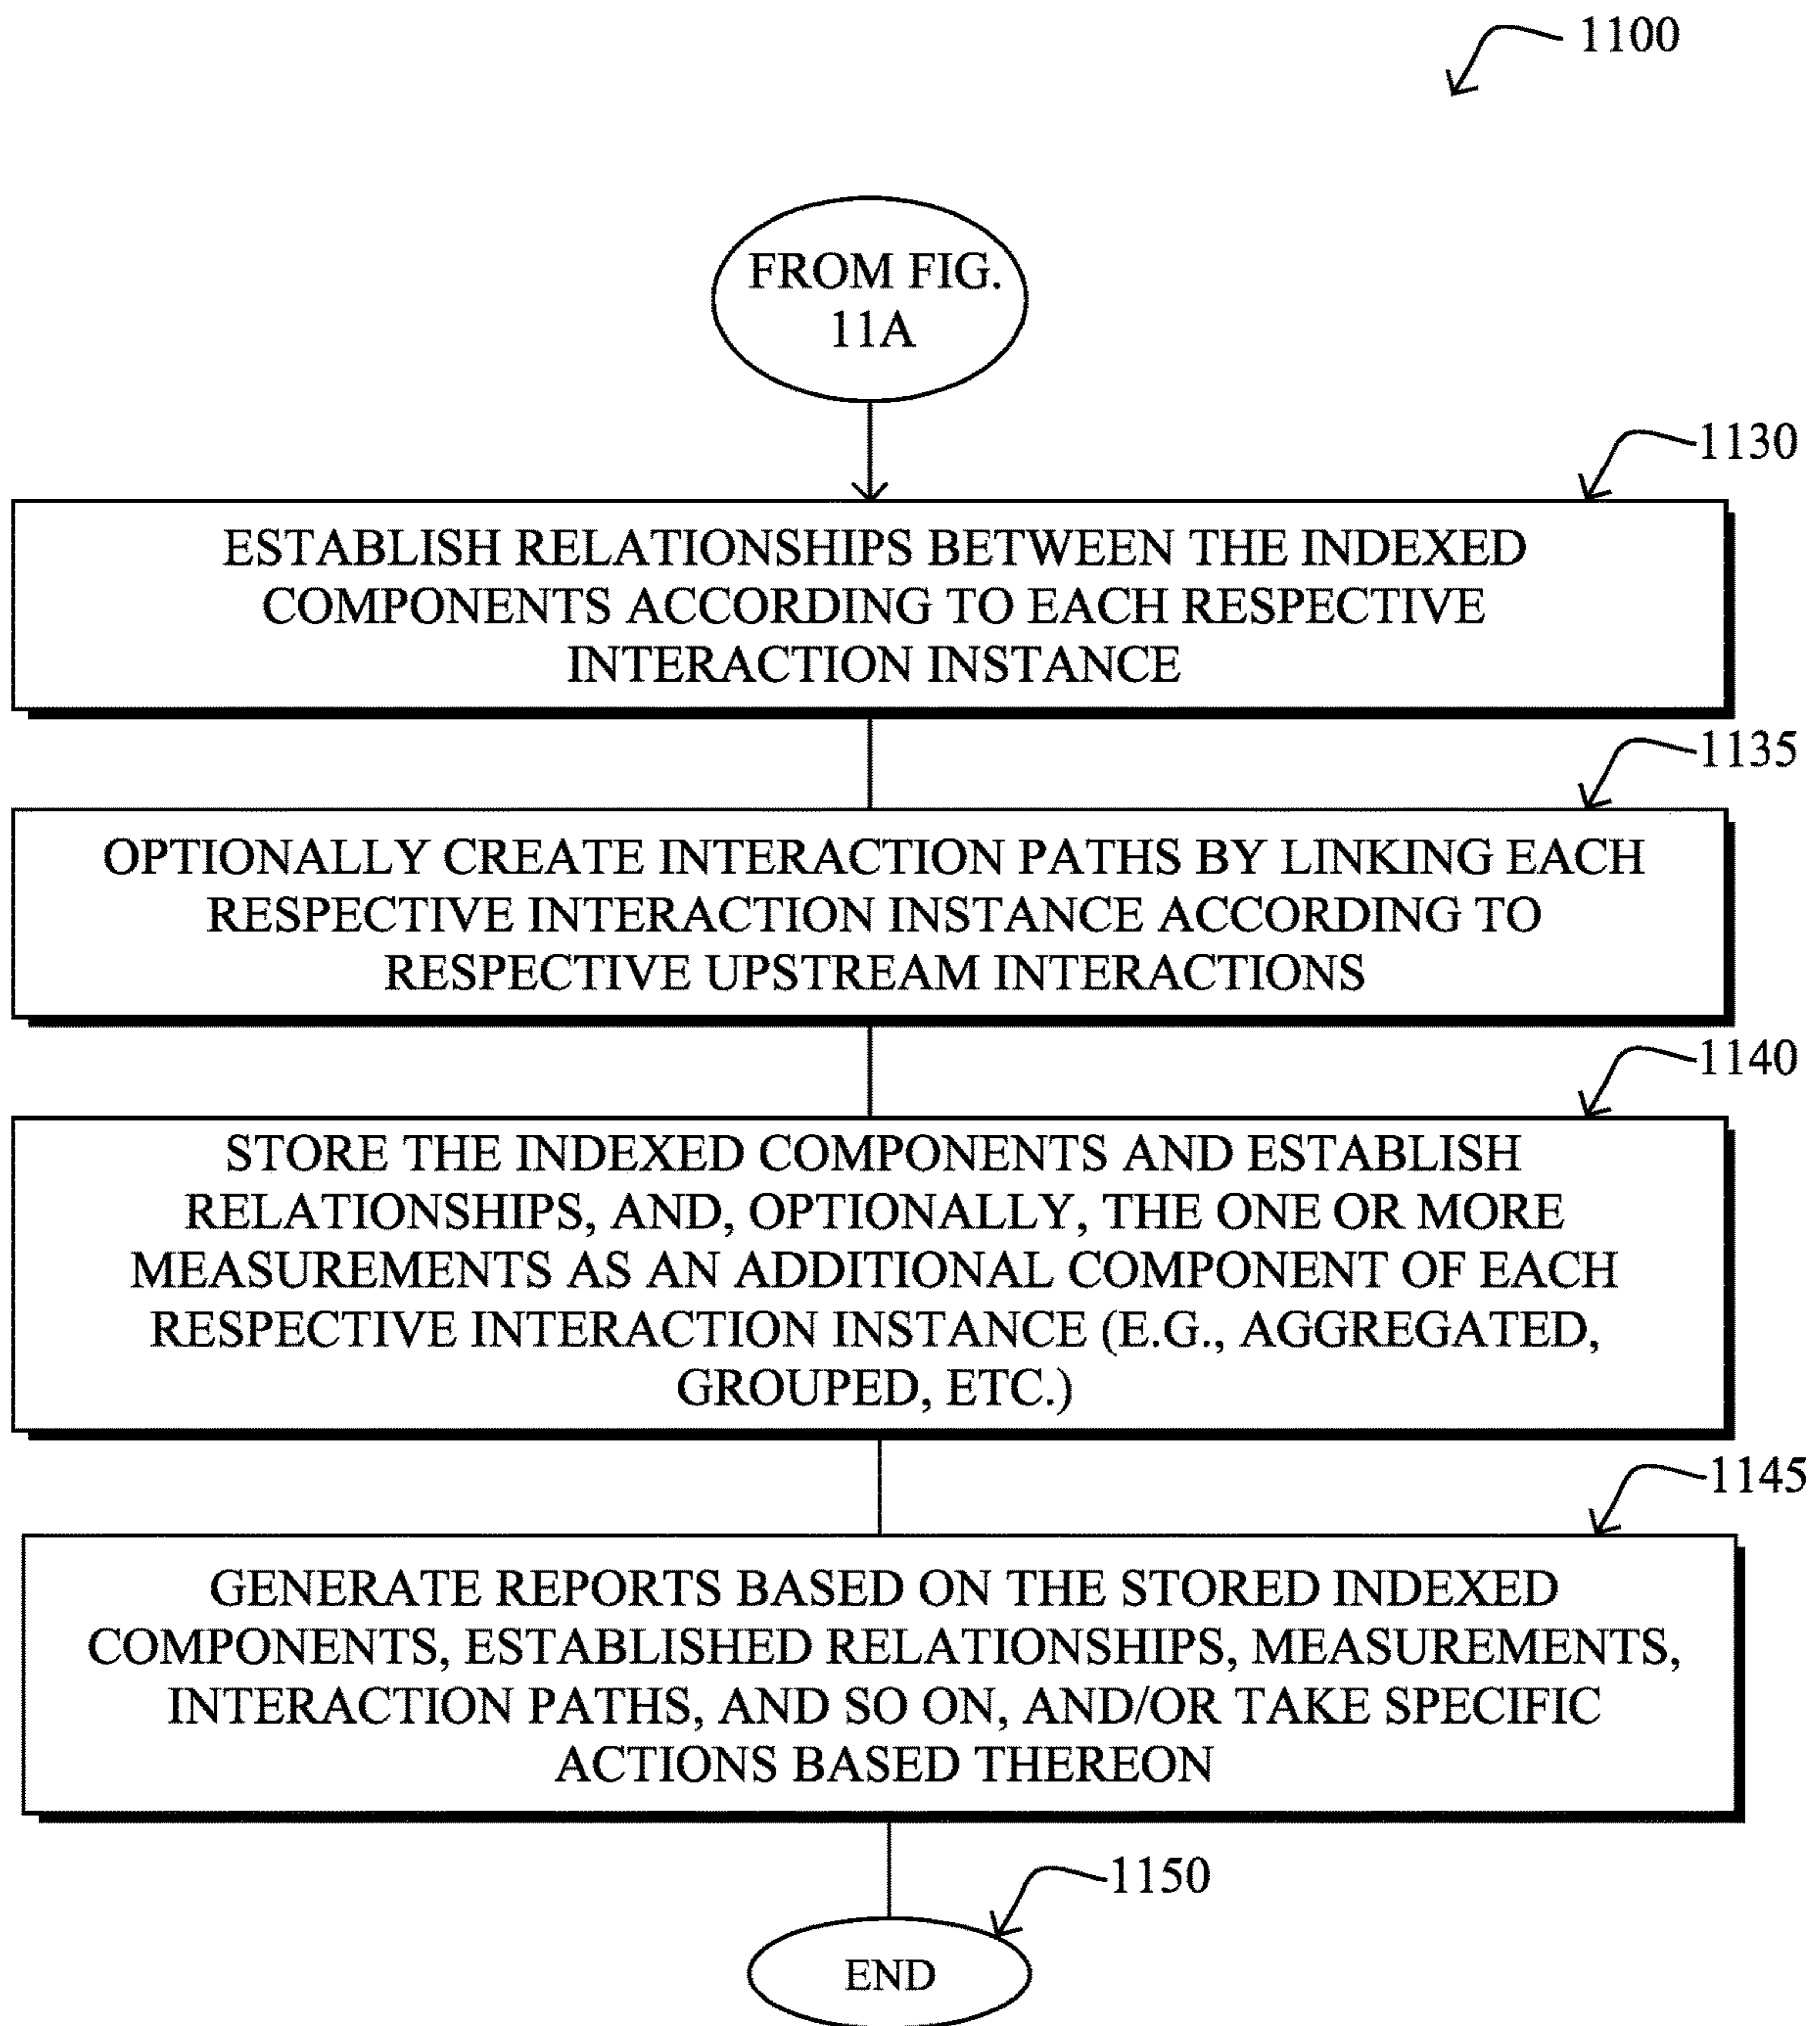 1100
FROM FIG.
11A
1130
ESTABLISH RELATIONSHIPS BETWEEN THE INDEXED
COMPONENTS ACCORDING TO EACH RESPECTIVE
INTERACTION INSTANCE
1135
OPTIONALLY CREATE INTERACTION PATHS BY LINKING EACH
RESPECTIVE INTERACTION INSTANCE ACCORDING TO
RESPECTIVE UPSTREAM INTERACTIONS
1140
STORE THE INDEXED COMPONENTS AND ESTABLISH
RELATIONSHIPS, AND, OPTIONALLY, THE ONE OR MORE
MEASUREMENTS AS AN ADDITIONAL COMPONENT OF EACH
RESPECTIVE INTERACTION INSTANCE (E.G., AGGREGATED,
GROUPED, ETC.)
1145
GENERATE REPORTS BASED ON THE STORED INDEXED
COMPONENTS, ESTABLISHED RELATIONSHIPS, MEASUREMENTS,
INTERACTION PATHS, AND SO ON, AND/OR TAKE SPECIFIC
ACTIONS BASED THEREON
1150
END